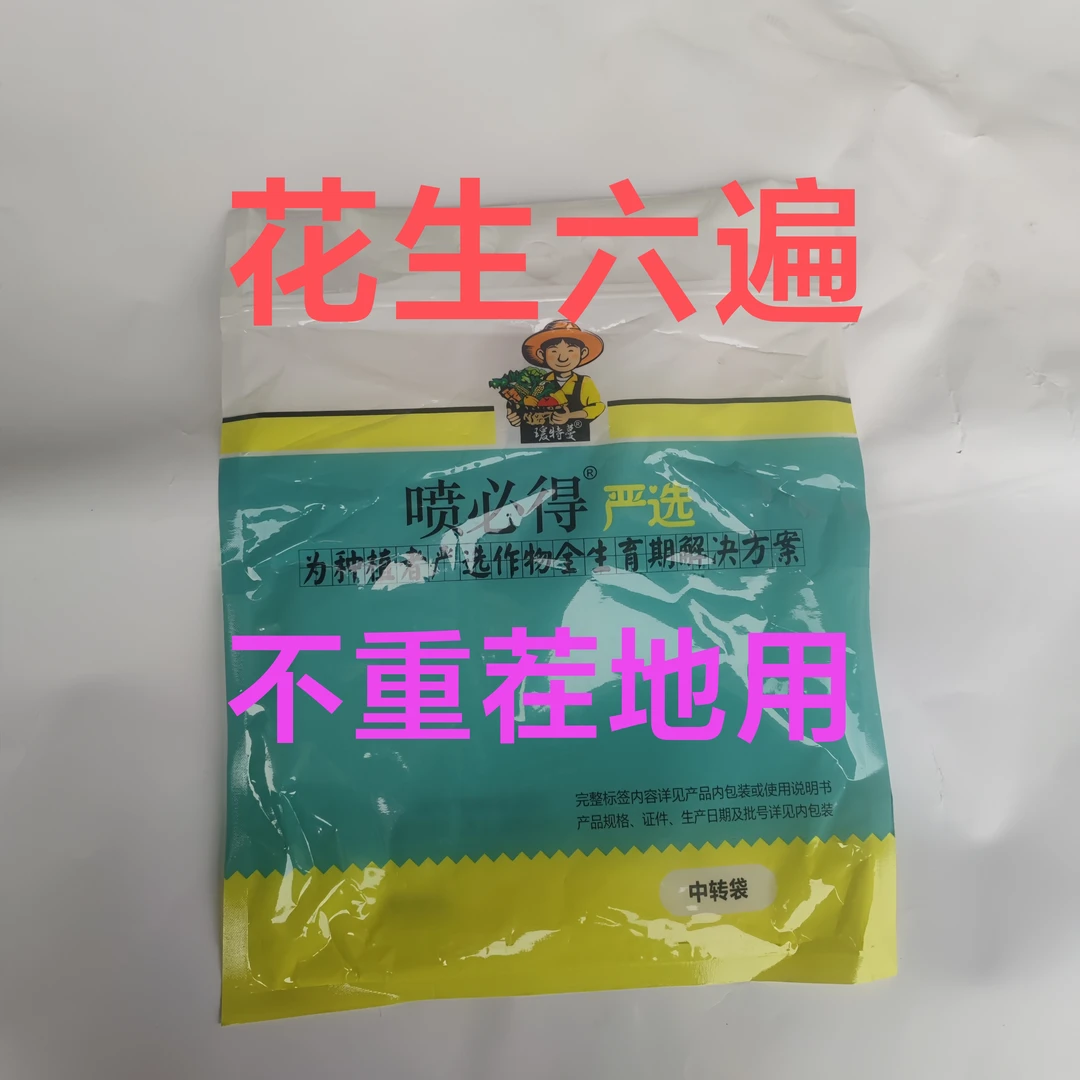 花生六遍
瑷特蔓®
喷必得® 严选
为种植者严选作物全生育期解决方案
不重茬地用
完整标签内容详见产品内包装或使用说明书
产品规格、证件、生产日期及批号详见内包装
中转袋